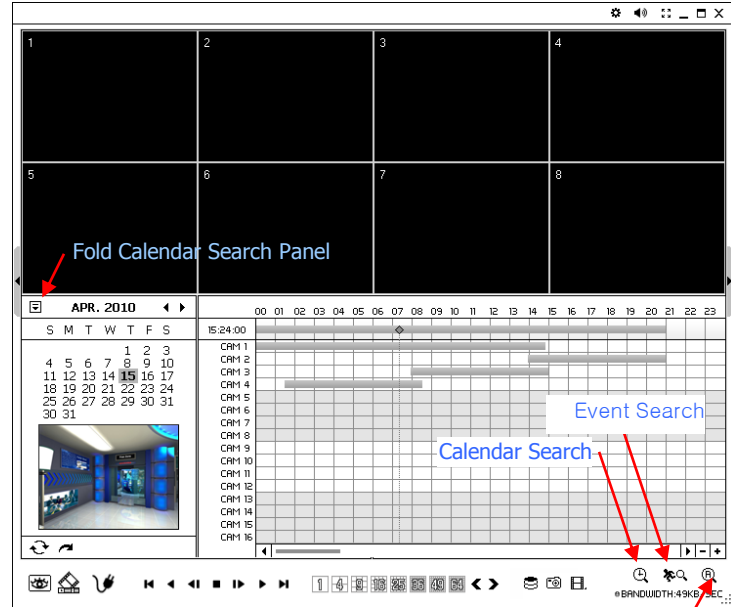 1 2 3 4
5 6 7 8
Fold Calendar Search Panel
APR. 2010
00 01 02 03 04 05 06 07 08 09 10 11 12 13 14 15 16 17 18 19 20 21 22 23
S M T W T F S
15:24:00
1 2 3
4 5 6 7 8 9 10
11 12 13 14 15 16 17
18 19 20 21 22 23 24
25 26 27 28 29 30 31
30 31
CAM 1
CAM 2
CAM 3
CAM 4
CAM 5
CAM 6
CAM 7
CAM 8
CAM 9
CAM 10
CAM 11
CAM 12
CAM 13
CAM 14
CAM 15
CAM 16
Event Search
Calendar Search
1 4 9 16 25 36 49 64
R
BANDWIDTH:49KB/SEC